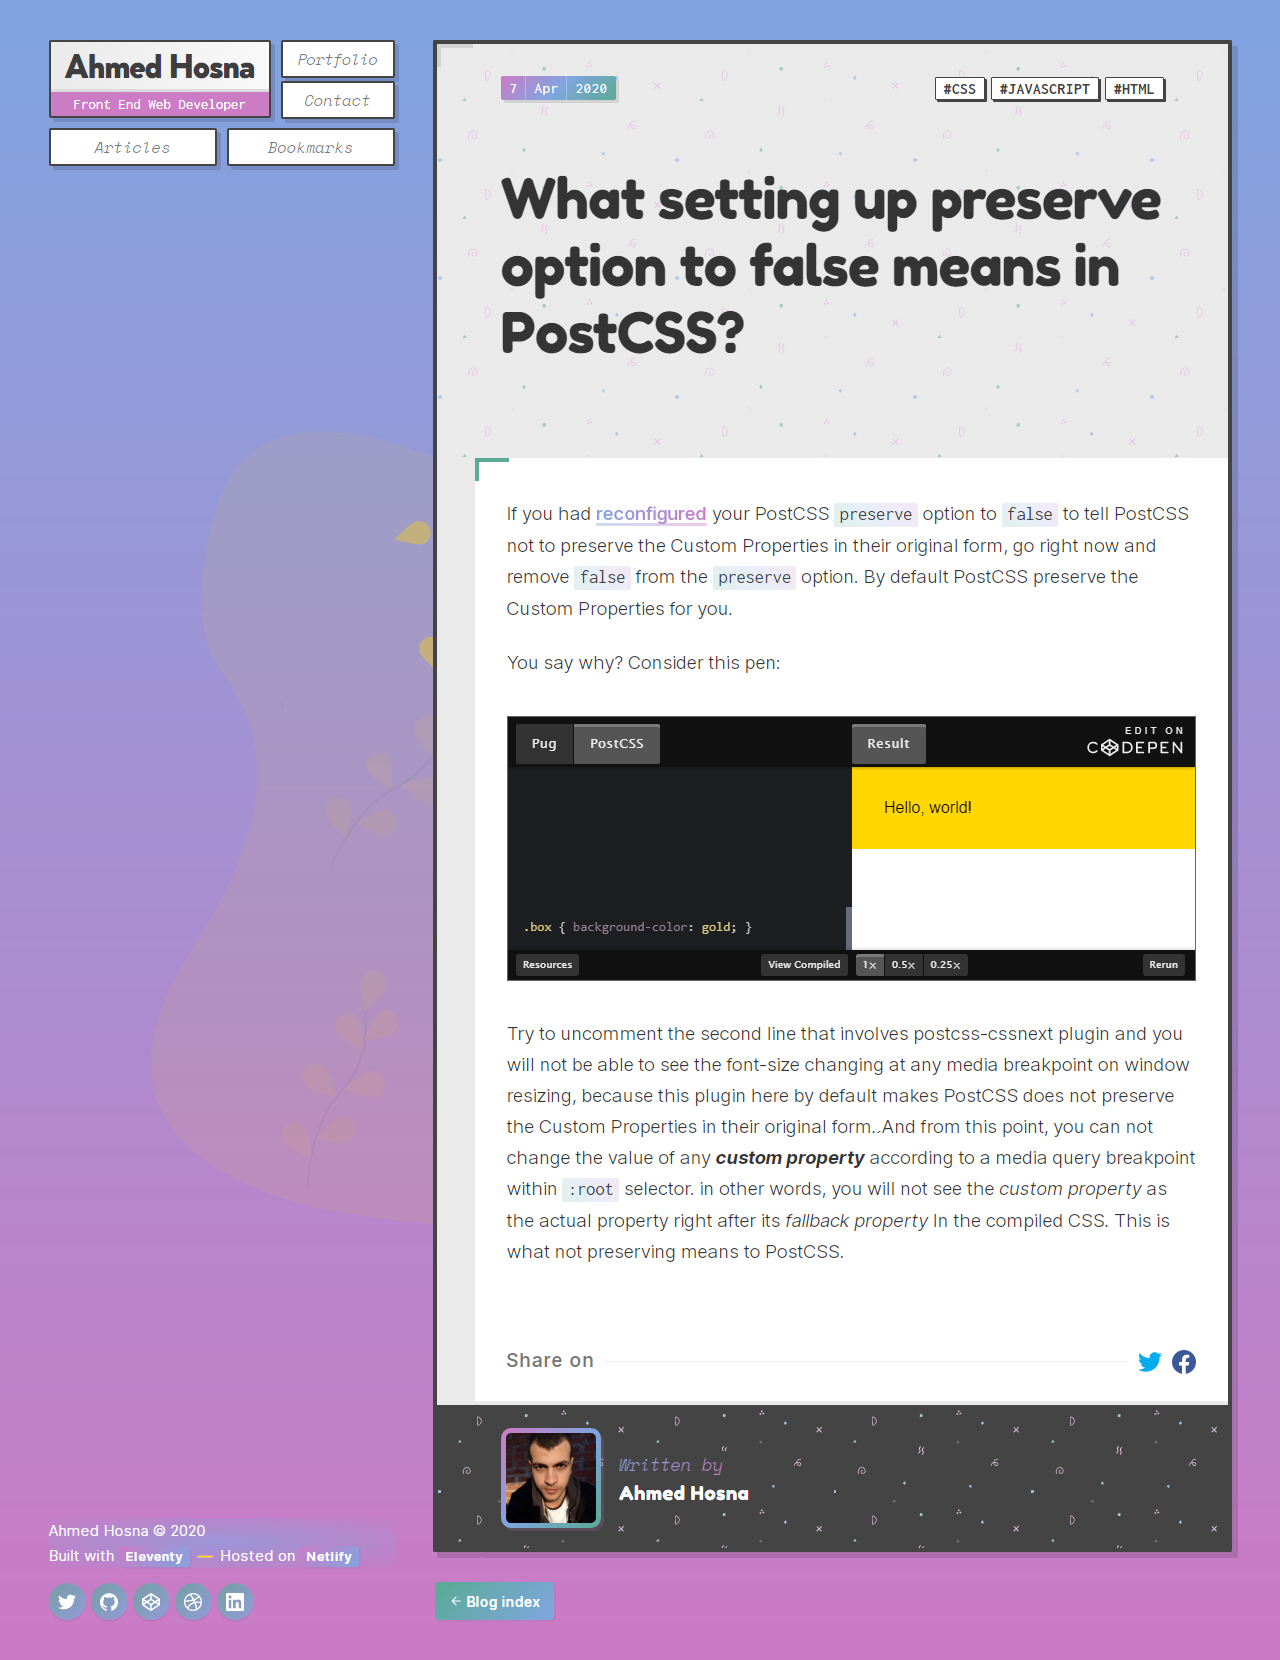 Ahmed Hosna
Front End Web Developer
Portfolio
Contact
Articles
Bookmarks
7 Apr 2020
#CSS #JAVASCRIPT #HTML
What setting up preserve
option to false means in
PostCSS?
If you had reconfigured your PostCSS preserve option to false to tell PostCSS
not to preserve the Custom Properties in their original form, go right now and
remove false from the preserve option. By default PostCSS preserve the
Custom Properties for you.
You say why? Consider this pen:
Pug PostCSS Result EDIT ON
CODEPEN
Hello, world!
.box { background-color: gold; }
Resources View Compiled 1× 0.5× 0.25× Rerun
Try to uncomment the second line that involves postcss-cssnext plugin and you
will not be able to see the font-size changing at any media breakpoint on window
resizing, because this plugin here by default makes PostCSS does not preserve
the Custom Properties in their original form..And from this point, you can not
change the value of any custom property according to a media query breakpoint
within :root selector. in other words, you will not see the custom property as
the actual property right after its fallback property In the compiled CSS. This is
what not preserving means to PostCSS.
Share on
Written by
Ahmed Hosna
Ahmed Hosna © 2020
Built with Eleventy — Hosted on Netlify
← Blog index